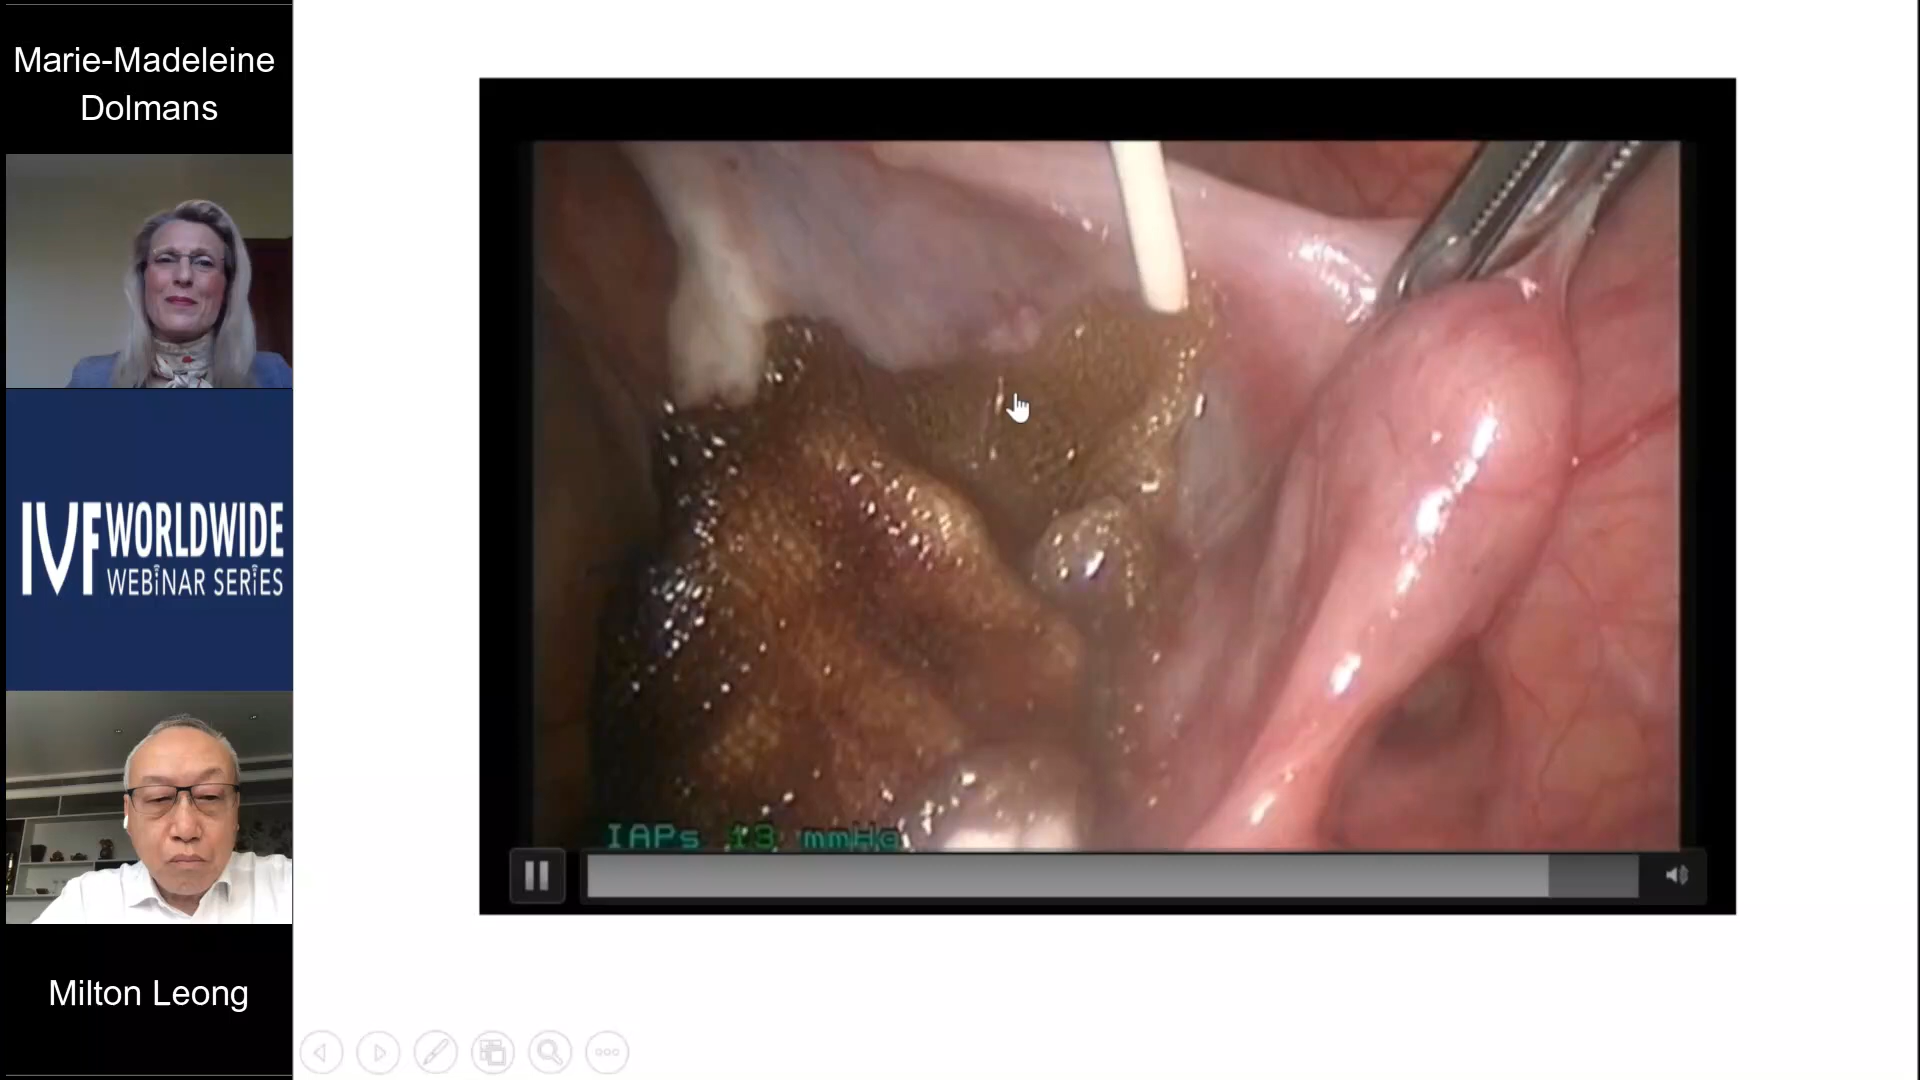 Marie-Madeleine
Dolmans
IVF WORLDWIDE
WEBINAR SERIES
Milton Leong
IAPs 13 mmHg